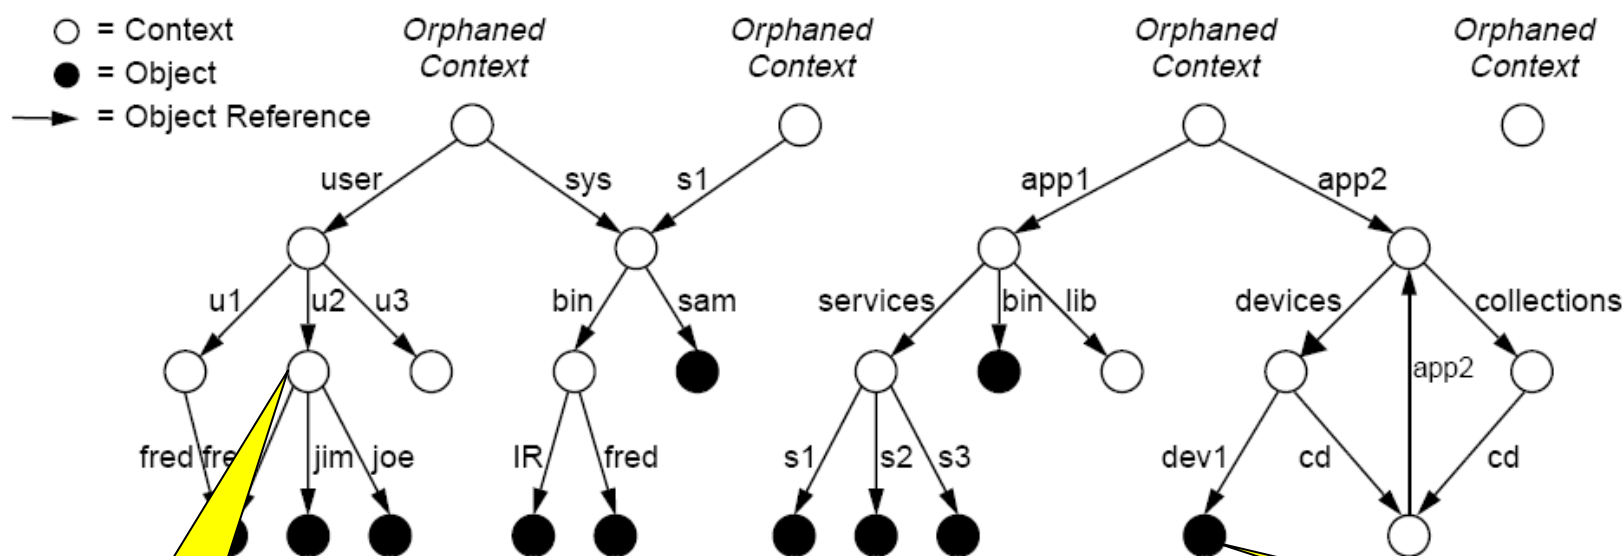 = Context
= Object
= Object Reference
Orphaned
Context
Orphaned
Context
Orphaned
Context
Orphaned
Context
user
sys
s1
app1
app2
u1
u2
u3
bin
sam
services
bin
lib
devices
collections
app2
fred
jim
joe
IR
fred
s1
s2
s3
dev1
cd
cd